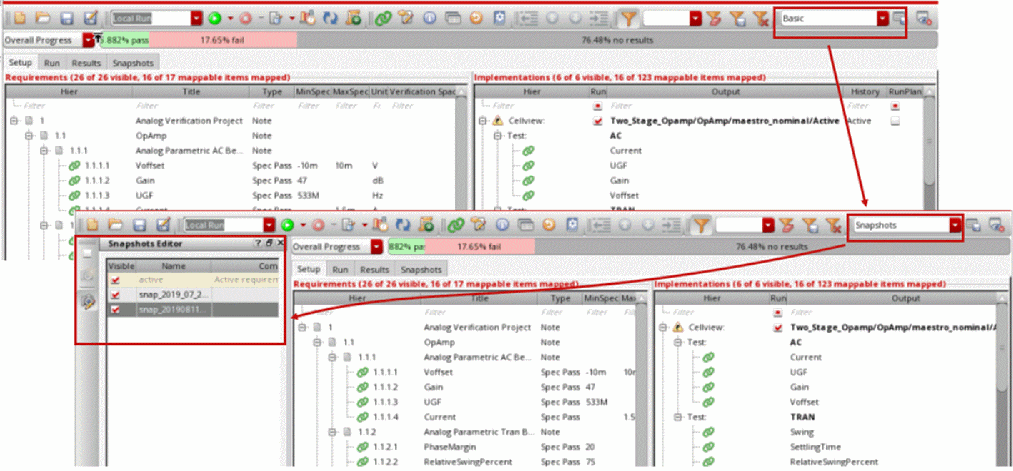 Local Run Basic
Overall Progress .882% pass 17.65% fail 76.48% no results
Setup Run Results Snapshots
Requirements (26 of 26 visible, 16 of 17 mappable items mapped) Implementations (6 of 6 visible, 16 of 123 mappable items mapped)
Hier Title Type MinSpec MaxSpec Unit Verification Spac Hier Run Output History RunPlan
Filter Filter Filter Filter Filter Fi Filter Filter Filter Filter
1 Analog Verification Project Note Cellview: Two_Stage_Opamp/OpAmp/maestro_nominal/Active Active
1.1 OpAmp Note Test: AC
1.1.1 Analog Parametric AC Be... Note Current
1.1.1.1 Voffset Spec Pass -10m 10m V UGF
1.1.1.2 Gain Spec Pass 47 dB Gain
1.1.1.3 UGF Spec Pass 533M Hz Voffset
Local Run Snapshots
Snapshots Editor ? Overall Progress 882% pa 17.65% fail 76.48% no results
Visible Name Com
active Active requirem
snap_2019_07_2...
snap_20190811...
Setup Run Results Snapshots
Requirements (26 of 26 visible, 16 of 17 mappable items mapped) Implementations (6 of 6 visible, 16 of 123 mappable items mapped)
Hier Title Type MinSpec Max Hier Run Output
Filter Filter Filter Filter Filter Filter
1 Analog Verification Project Note Cellview: Two_Stage_Opamp/OpAmp/maestro_nominal/A
1.1 OpAmp Note Test: AC
1.1.1 Analog Parametric AC Be... Note Current
1.1.1.1 Voffset Spec Pass -10m 10r UGF
1.1.1.2 Gain Spec Pass 47 Gain
1.1.1.3 UGF Spec Pass 533M Voffset
1.1.1.4 Current Spec Pass 1.5 Test: TRAN
1.1.2 Analog Parametric Tran B... Note Swing
1.1.2.1 PhaseMargin Spec Pass 20 SettlingTime
1.1.2.2 RelativeSwingPercent Spec Pass 75 RelativeSwingPercent